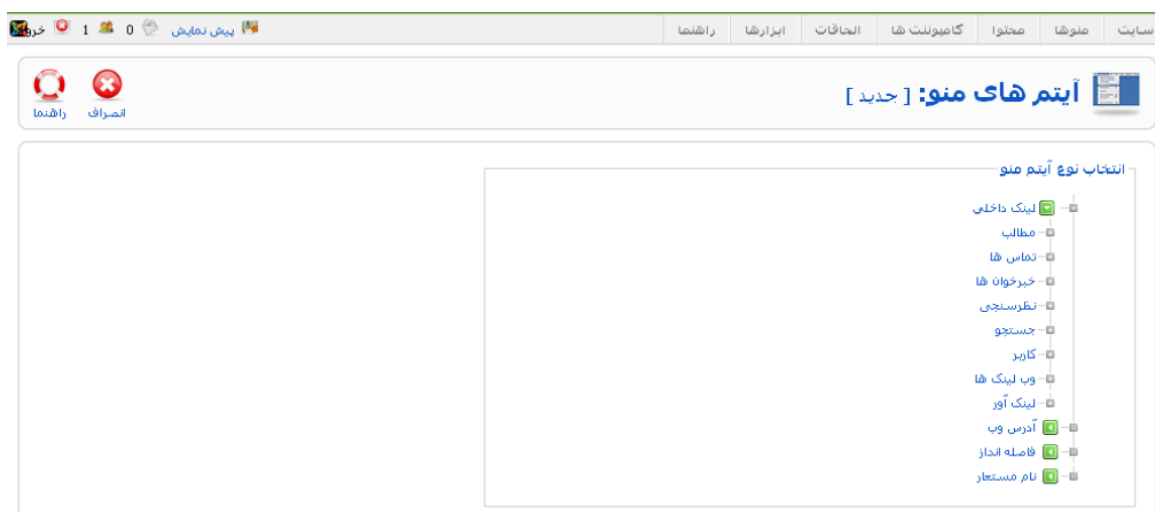 سایت منوها محتوا کامپوننت ها الحاقات ابزارها راهنما پیش نمایش 0 1 خرو
آیتم های منو: [ جدید ]
انصراف راهنما
انتخاب نوع آیتم منو
لینک داخلی
مطالب
تماس ها
خبرخوان ها
نظرسنجی
جستجو
کاربر
وب لینک ها
لینک آور
آدرس وب
فاصله انداز
نام مستعار